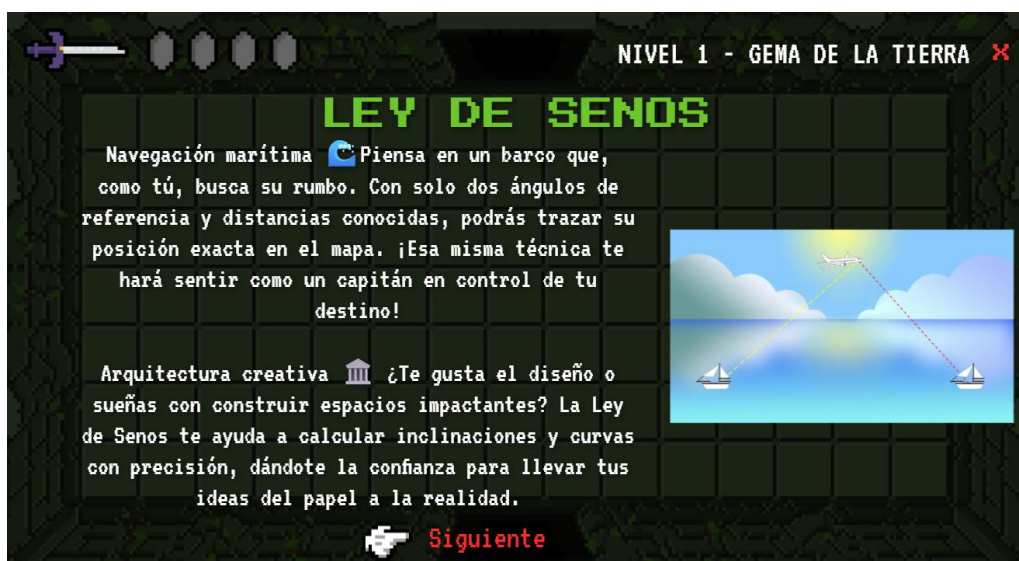 NIVEL 1 - GEMA DE LA TIERRA X
LEY DE SENOS
Navegación marítima 🌊 Piensa en un barco que,
como tú, busca su rumbo. Con solo dos ángulos de
referencia y distancias conocidas, podrás trazar su
posición exacta en el mapa. ¡Esa misma técnica te
hará sentir como un capitán en control de tu
destino!
Arquitectura creativa 🏛️ ¿Te gusta el diseño o
sueñas con construir espacios impactantes? La Ley
de Senos te ayuda a calcular inclinaciones y curvas
con precisión, dándote la confianza para llevar tus
ideas del papel a la realidad.
Siguiente